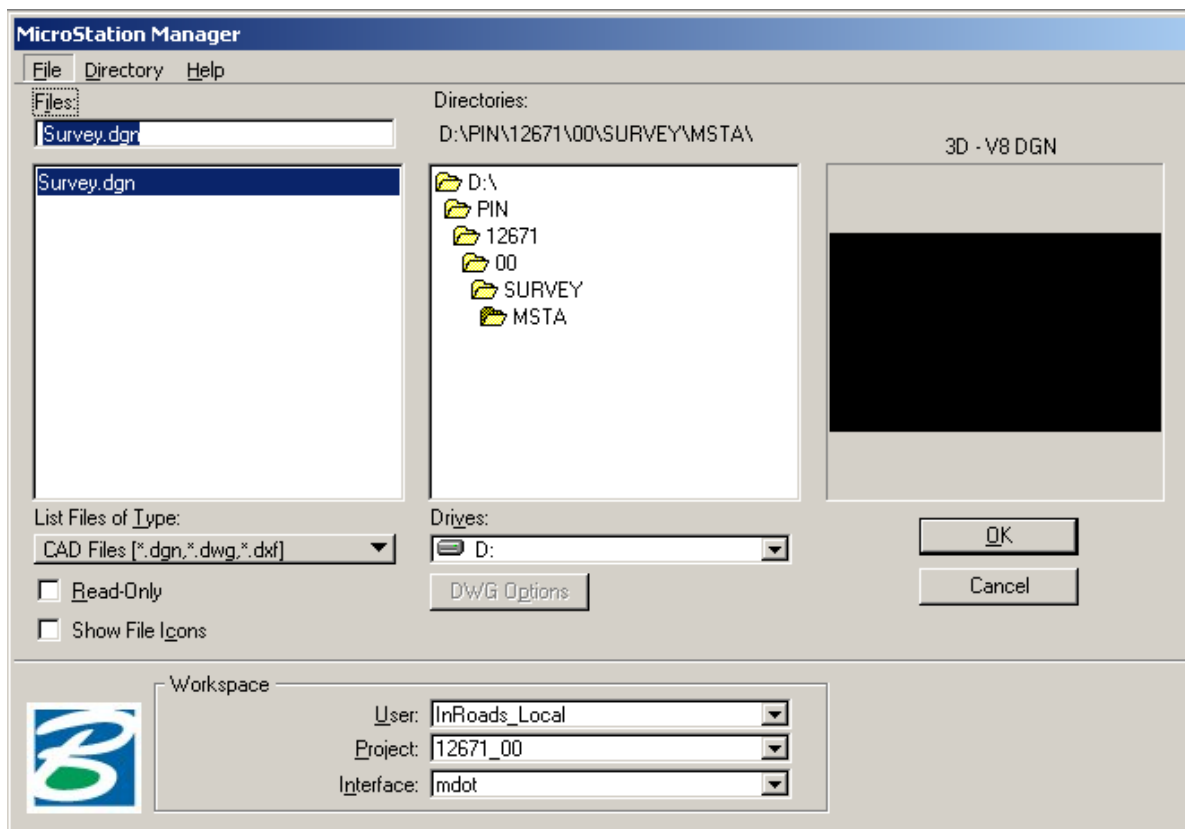 MicroStation Manager
File Directory Help
Files:
Survey.dgn
Survey.dgn
Directories:
D:\PIN\12671\00\SURVEY\MSTA\
D:\
PIN
12671
00
SURVEY
MSTA
3D - V8 DGN
List Files of Type:
CAD Files [*.dgn,*.dwg,*.dxf]
Read-Only
Show File Icons
Drives:
D:
DWG Options
OK
Cancel
Workspace
User: InRoads_Local
Project: 12671_00
Interface: mdot
B